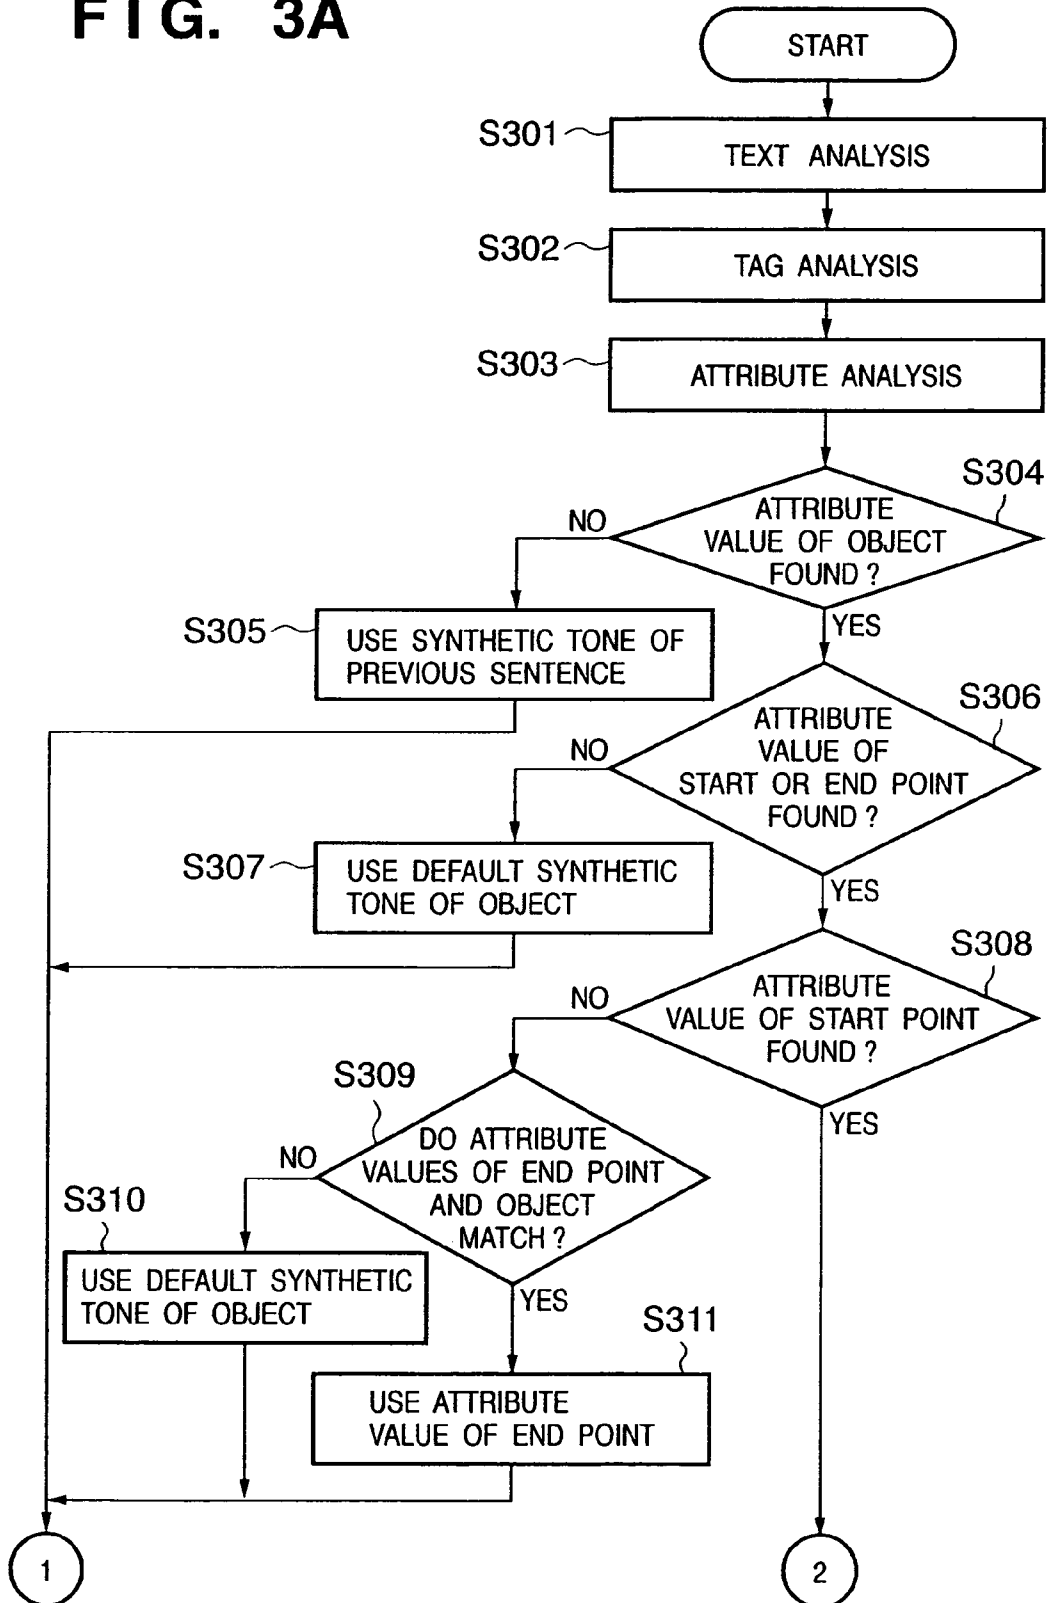 FIG. 3A
START
S301
TEXT ANALYSIS
S302
TAG ANALYSIS
S303
ATTRIBUTE ANALYSIS
S304
ATTRIBUTE
VALUE OF OBJECT
FOUND?
NO
YES
S305
USE SYNTHETIC TONE OF
PREVIOUS SENTENCE
S306
ATTRIBUTE
VALUE OF
START OR END POINT
FOUND?
NO
YES
S307
USE DEFAULT SYNTHETIC
TONE OF OBJECT
S308
ATTRIBUTE
VALUE OF START POINT
FOUND?
NO
YES
S309
DO ATTRIBUTE
VALUES OF END POINT
AND OBJECT
MATCH?
NO
YES
S310
USE DEFAULT SYNTHETIC
TONE OF OBJECT
S311
USE ATTRIBUTE
VALUE OF END POINT
1
2